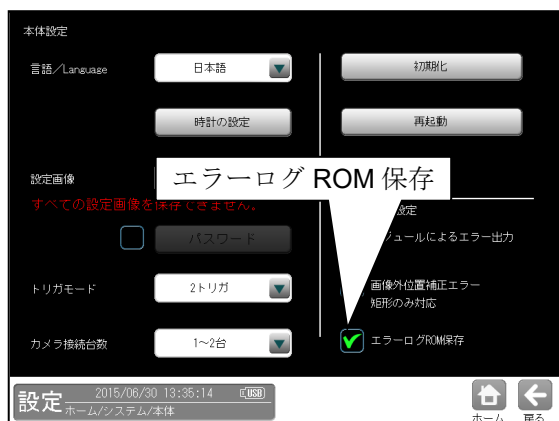 本体設定
言語／Language
日本語
初期化
時計の設定
再起動
設定画像
エラーログ ROM 保存
すべての設定画像を保存できません。
設定
パスワード
ジュールによるエラー出力
トリガモード
2トリガ
画像外位置補正エラー
矩形のみ対応
カメラ接続台数
1～2台
エラーログROM保存
設定
2015/06/30 13:35:14
USB
ホーム/システム/本体
ホーム
戻る